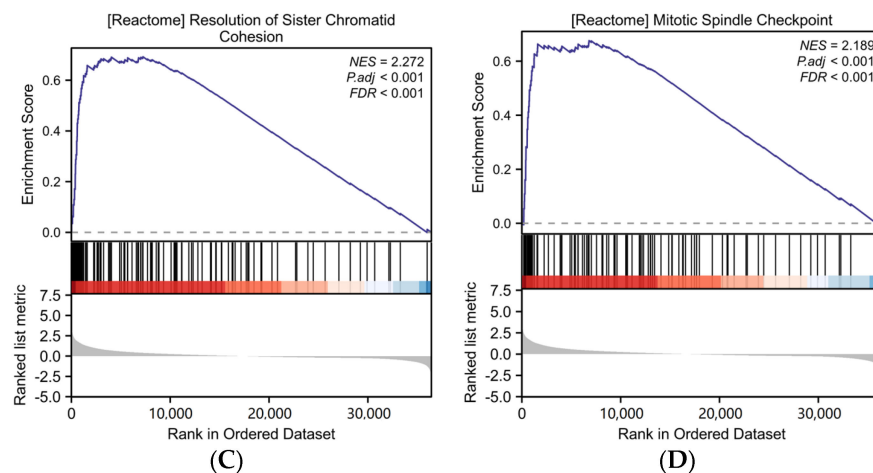 [Reactome] Resolution of Sister Chromatid
Cohesion
NES = 2.272
P.adj < 0.001
FDR < 0.001
Enrichment Score
0.6
0.4
0.2
0.0
Ranked list metric
7.5
5.0
2.5
0.0
-2.5
-5.0
0
10,000
20,000
30,000
Rank in Ordered Dataset
(C)
[Reactome] Mitotic Spindle Checkpoint
NES = 2.189
P.adj < 0.001
FDR < 0.001
Enrichment Score
0.6
0.4
0.2
0.0
Ranked list metric
7.5
5.0
2.5
0.0
-2.5
5.0
0
10,000
20,000
30,000
Rank in Ordered Dataset
(D)